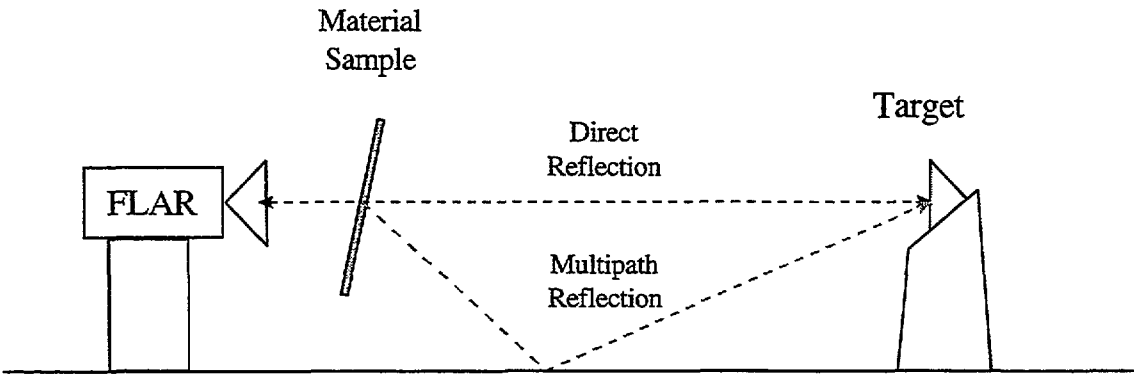 Material
Sample
Target
Direct
Reflection
FLAR
Multipath
Reflection